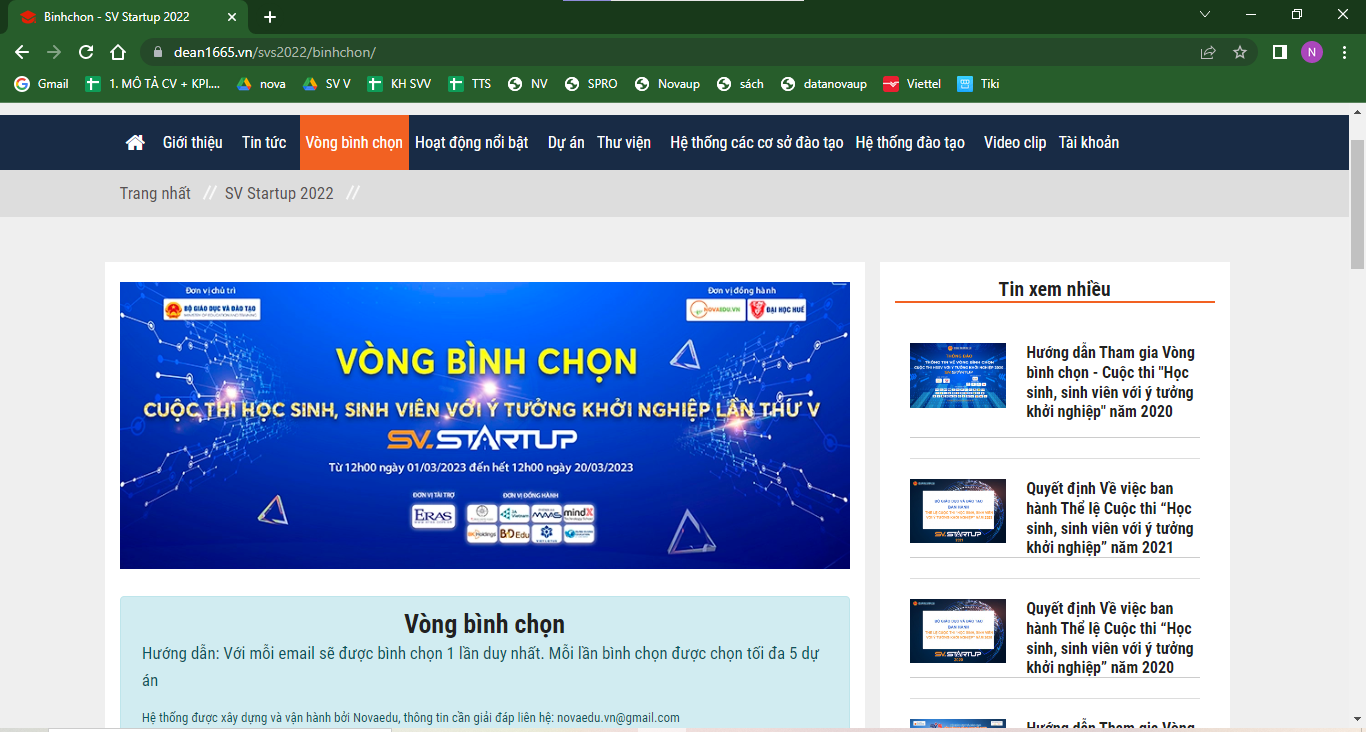 Binhchon - SV Startup 2022
dean1665.vn/svs2022/binhchon/
N
Gmail
1. MÔ TẢ CV + KPI....
nova
SV V
KH SVV
TTS
NV
SPRO
Novaup
sách
datanovaup
Viettel
Tiki
Giới thiệu
Tin tức
Vòng bình chọn
Hoạt động nổi bật
Dự án
Thư viện
Hệ thống các cơ sở đào tạo
Hệ thống đào tạo
Video clip
Tài khoản
Trang nhất // SV Startup 2022 //
Đơn vị chủ trì
BỘ GIÁO DỤC VÀ ĐÀO TẠO
Đơn vị đồng hành
NOVAEDU.VN
ĐẠI HỌC HUẾ
VÒNG BÌNH CHỌN
CUỘC THI HỌC SINH, SINH VIÊN VỚI Ý TƯỞNG KHỞI NGHIỆP LẦN THỨ V
SV.STARTUP
Từ 12h00 ngày 01/03/2023 đến hết 12h00 ngày 20/03/2023
ĐƠN VỊ TÀI TRỢ
ĐƠN VỊ ĐỒNG HÀNH
ERAS
mindX
BK Holdings
BDEdu
Vòng bình chọn
Hướng dẫn: Với mỗi email sẽ được bình chọn 1 lần duy nhất. Mỗi lần bình chọn được chọn tối đa 5 dự
án
Hệ thống được xây dựng và vận hành bởi Novaedu, thông tin cần giải đáp liên hệ: novaedu.vn@gmail.com
Tin xem nhiều
Hướng dẫn Tham gia Vòng
bình chọn - Cuộc thi "Học
sinh, sinh viên với ý tưởng
khởi nghiệp" năm 2020
Quyết định Về việc ban
hành Thể lệ Cuộc thi “Học
sinh, sinh viên với ý tưởng
khởi nghiệp” năm 2021
Quyết định Về việc ban
hành Thể lệ Cuộc thi “Học
sinh, sinh viên với ý tưởng
khởi nghiệp” năm 2020
Hướng dẫn Tham gia Vòng